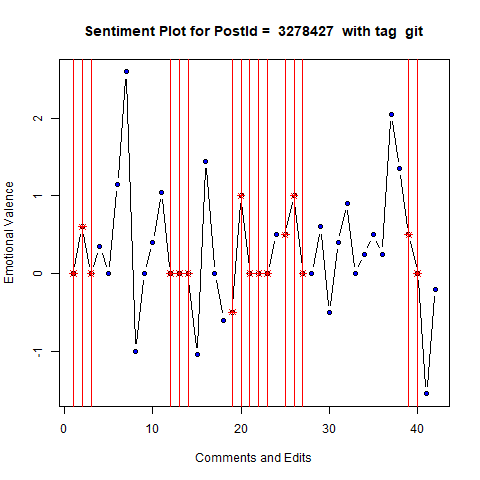 Sentiment Plot for PostId = 3278427 with tag git
Emotional Valence
2
1
0
-1
0 10 20 30 40
Comments and Edits